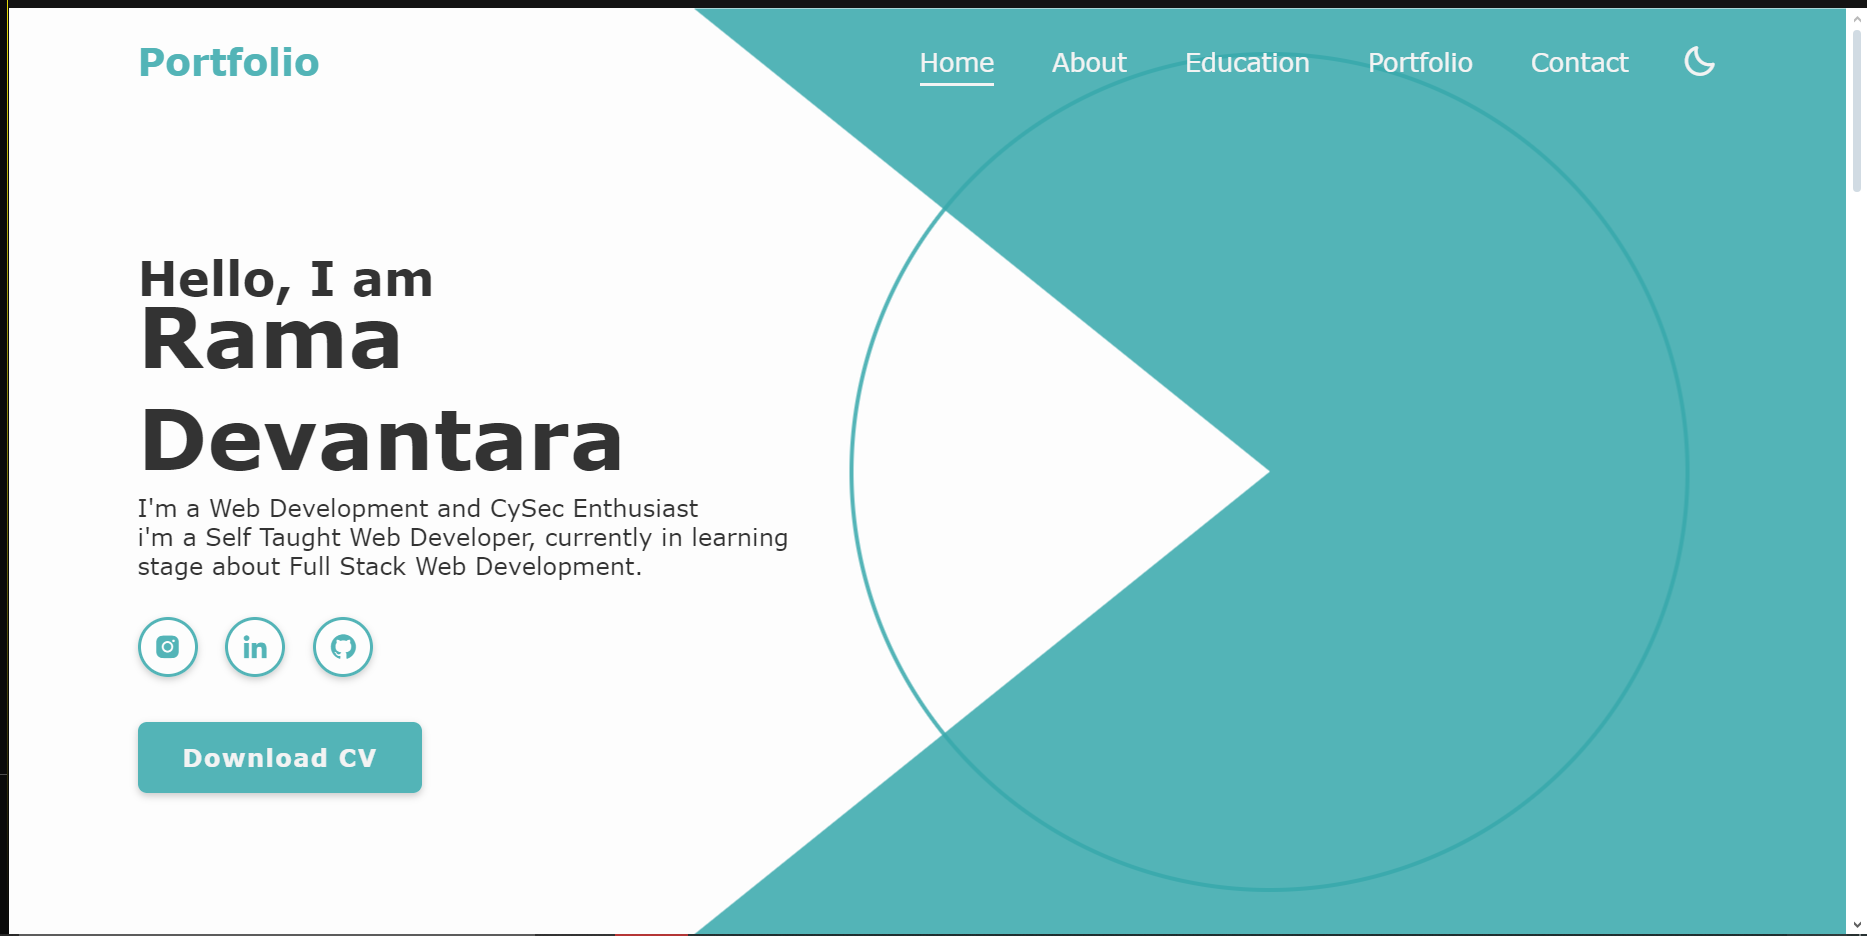 Portfolio
Home About Education Portfolio Contact
Hello, I am
Rama
Devantara
I'm a Web Development and CySec Enthusiast
i'm a Self Taught Web Developer, currently in learning
stage about Full Stack Web Development.
in
Download CV